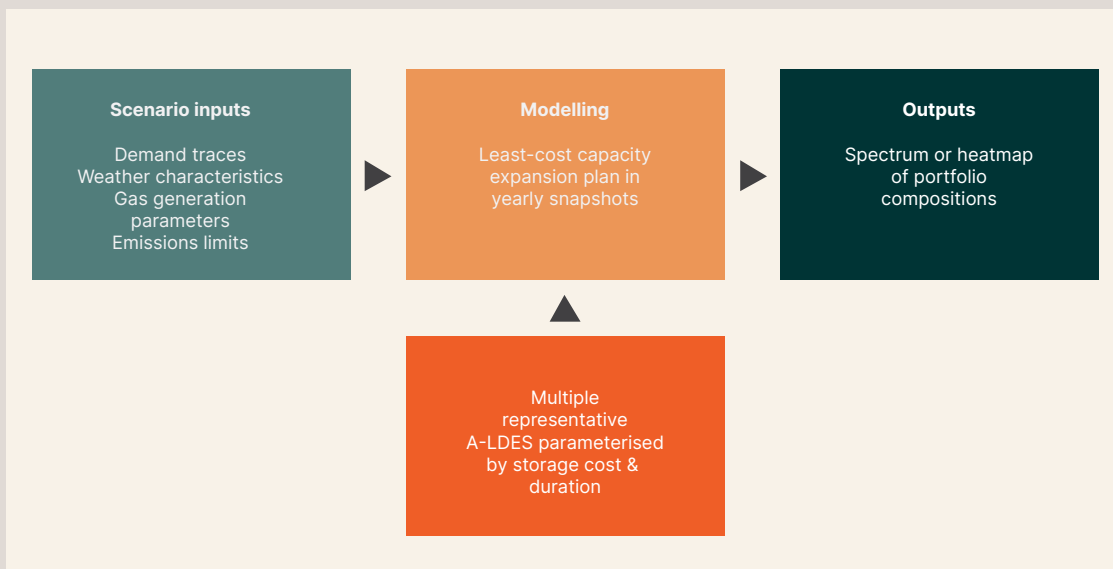 Scenario inputs
Demand traces
Weather characteristics
Gas generation
parameters
Emissions limits
Modelling
Least-cost capacity
expansion plan in
yearly snapshots
Outputs
Spectrum or heatmap
of portfolio
compositions
Multiple
representative
A-LDES parameterised
by storage cost &
duration